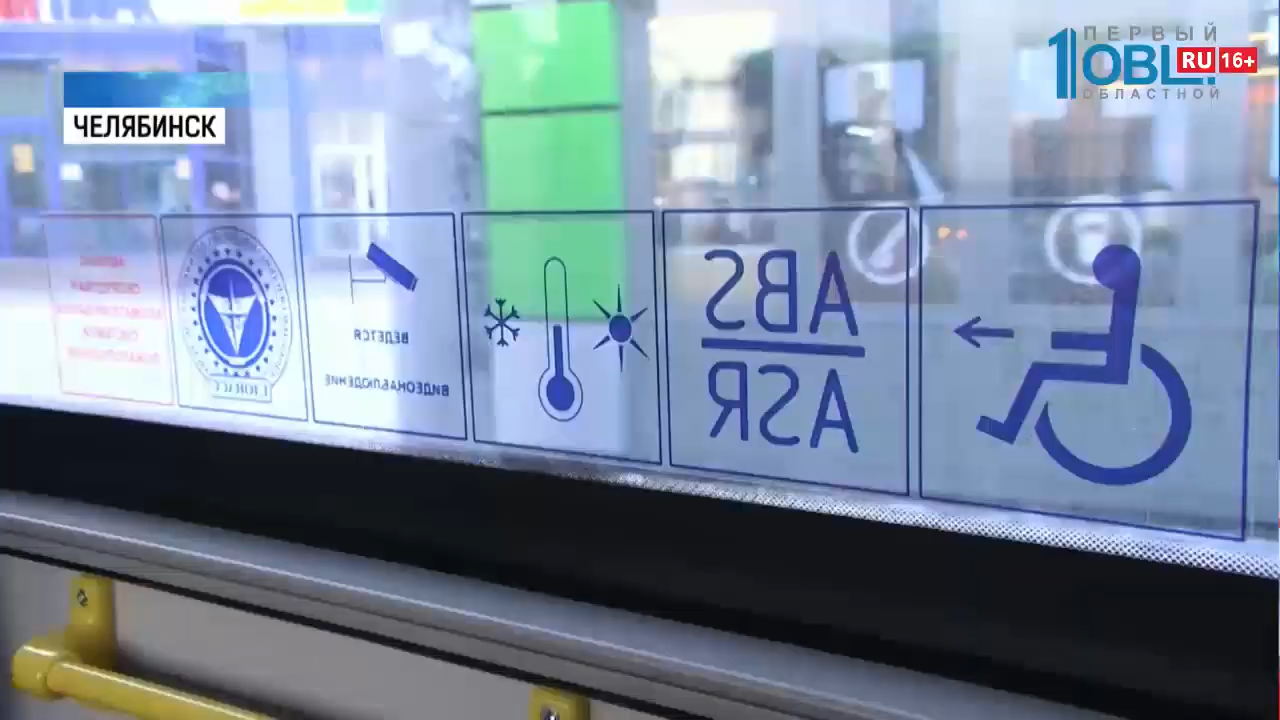 ПЕРВЫЙ
1OBL.
RU 16+
ОБЛАСТНОЙ
ЧЕЛЯБИНСК
ВЕДЕТСЯ
ВИДЕОНАБЛЮДЕНИЕ
ABS
ASR